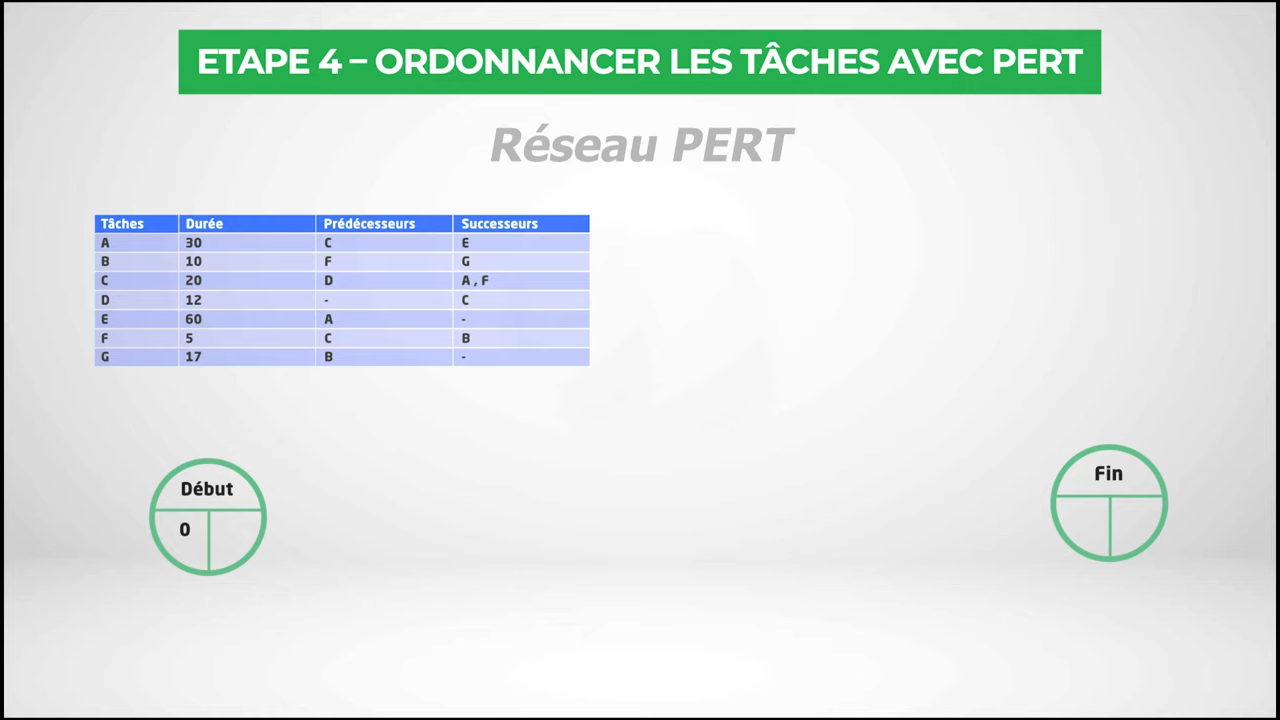 ETAPE 4 – ORDONNANCER LES TÂCHES AVEC PERT
Réseau PERT
Tâches Durée Prédécesseurs Successeurs
A 30 C E
B 10 F G
C 20 D A , F
D 12 - C
E 60 A -
F 5 C B
G 17 B -
Début
0
Fin